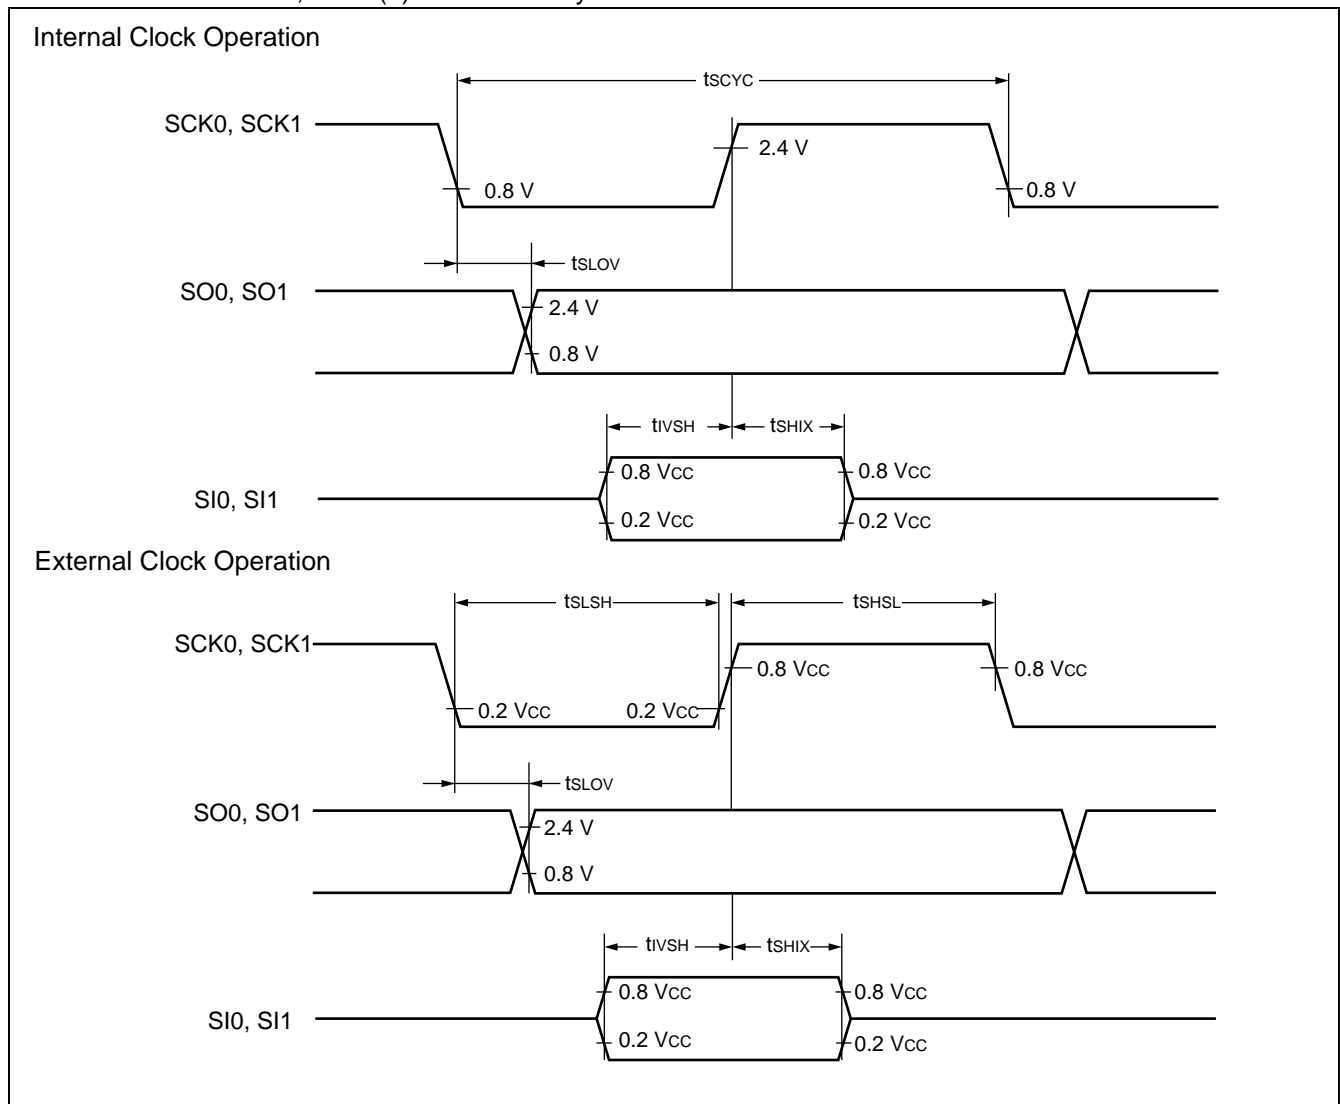 Internal Clock Operation
tSCYC
SCK0, SCK1
2.4 V
0.8 V
0.8 V
tSLOV
SO0, SO1
2.4 V
0.8 V
tIVSH
tSHIX
0.8 VCC
0.8 VCC
SI0, SI1
0.2 VCC
0.2 VCC
External Clock Operation
tSLSH
tSHSL
SCK0, SCK1
0.8 VCC
0.8 VCC
0.2 VCC
0.2 VCC
tSLOV
SO0, SO1
2.4 V
0.8 V
tIVSH
tSHIX
0.8 VCC
0.8 VCC
SI0, SI1
0.2 VCC
0.2 VCC